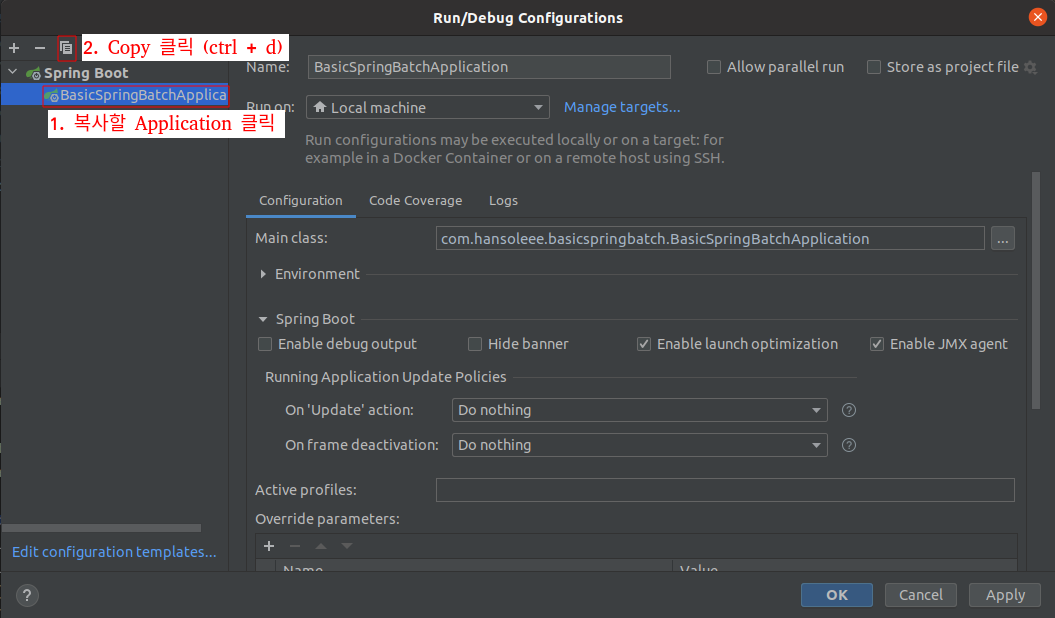 Run/Debug Configurations
2. Copy 클릭 (ctrl + d)
Spring Boot
BasicSpringBatchApplica
1. 복사할 Application 클릭
Name: BasicSpringBatchApplication Allow parallel run Store as project file
Run on: Local machine Manage targets...
Run configurations may be executed locally or on a target: for
example in a Docker Container or on a remote host using SSH.
Configuration Code Coverage Logs
Main class: com.hansoleee.basicspringbatch.BasicSpringBatchApplication ...
Environment
Spring Boot
Enable debug output Hide banner Enable launch optimization Enable JMX agent
Running Application Update Policies
On 'Update' action: Do nothing ?
On frame deactivation: Do nothing ?
Active profiles:
Override parameters:
Name Value
Edit configuration templates...
? OK Cancel Apply